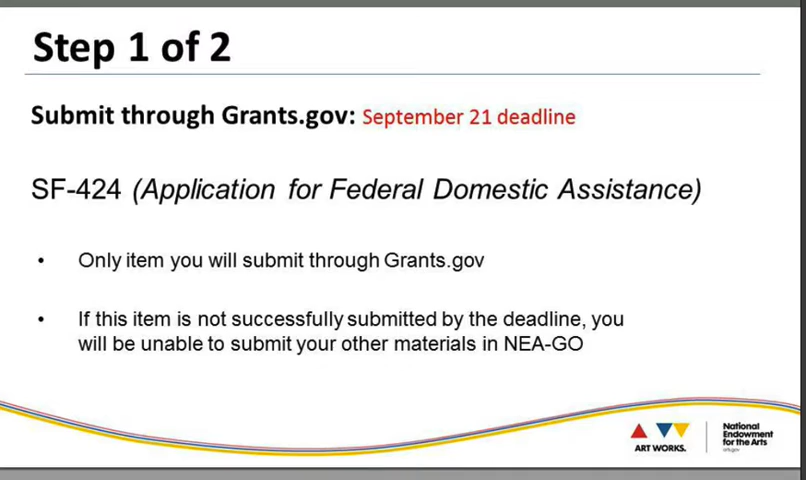 Step 1 of 2
Submit through Grants.gov: September 21 deadline
SF-424 (Application for Federal Domestic Assistance)
• Only item you will submit through Grants.gov
• If this item is not successfully submitted by the deadline, you
will be unable to submit your other materials in NEA-GO
ART WORKS.
National
Endowment
for the Arts
arts.gov